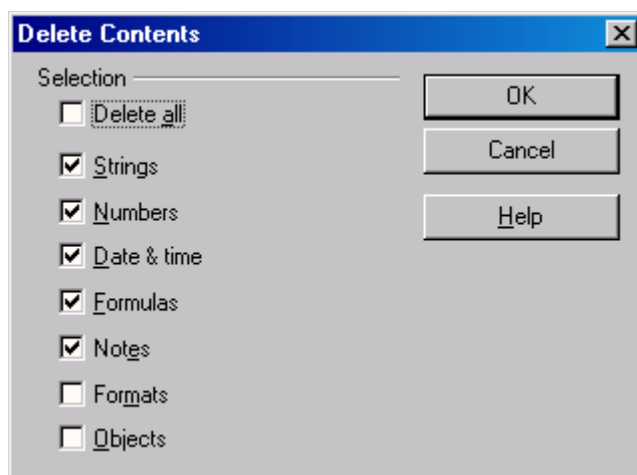 Delete Contents
Selection
Delete all
Strings
Numbers
Date & time
Formulas
Notes
Formats
Objects
OK
Cancel
Help